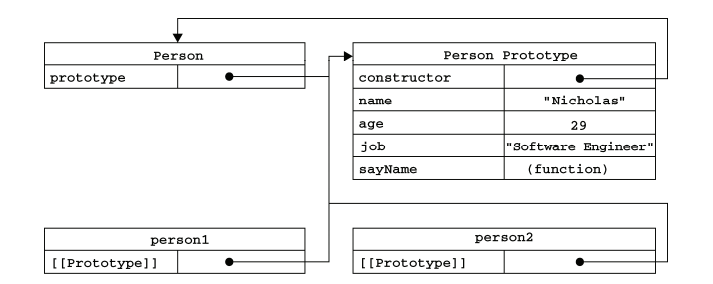 Person
prototype
Person Prototype
constructor
name "Nicholas"
age 29
job "Software Engineer"
sayName (function)
person1
[[Prototype]]
person2
[[Prototype]]